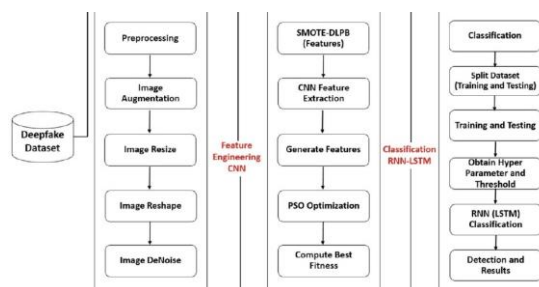 Deepfake
Dataset
Preprocessing
Image
Augmentation
Image Resize
Image Reshape
Image DeNoise
Feature
Engineering
CNN
SMOTE-DLPB
(Features)
CNN Feature
Extraction
Generate Features
PSO Optimization
Compute Best
Fitness
Classification
RNN-LSTM
Classification
Split Dataset
(Training and Testing)
Training and Testing
Obtain Hyper
Parameter and
Threshold
RNN (LSTM)
Classification
Detection and
Results